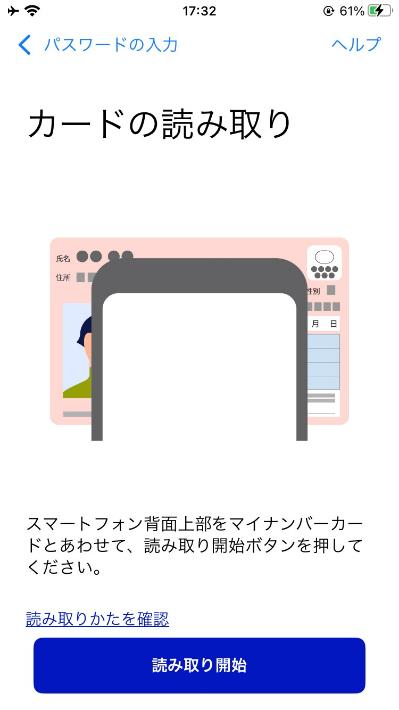 17:32
61%
パスワードの入力
ヘルプ
カードの読み取り
氏名
住所
性別
月 日
スマートフォン背面上部をマイナンバーカー
ドとあわせて、読み取り開始ボタンを押して
ください。
読み取りかたを確認
読み取り開始